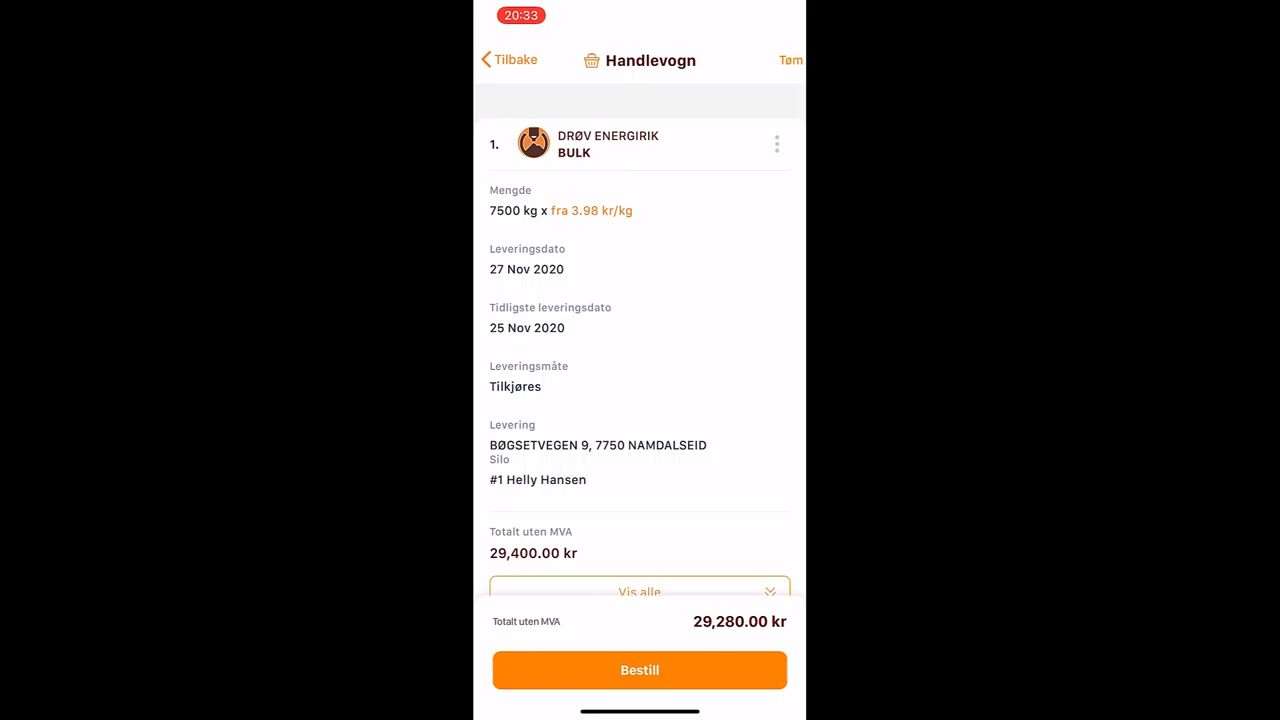 20:33
Tilbake
Handlevogn
Tøm
1.
DRØV ENERGIRIK
BULK
Mengde
7500 kg x fra 3.98 kr/kg
Leveringsdato
27 Nov 2020
Tidligste leveringsdato
25 Nov 2020
Leveringsmåte
Tilkjøres
Levering
BØGSETVEGEN 9, 7750 NAMDALSEID
Silo
#1 Helly Hansen
Totalt uten MVA
29,400.00 kr
Vis alle
Totalt uten MVA
29,280.00 kr
Bestill